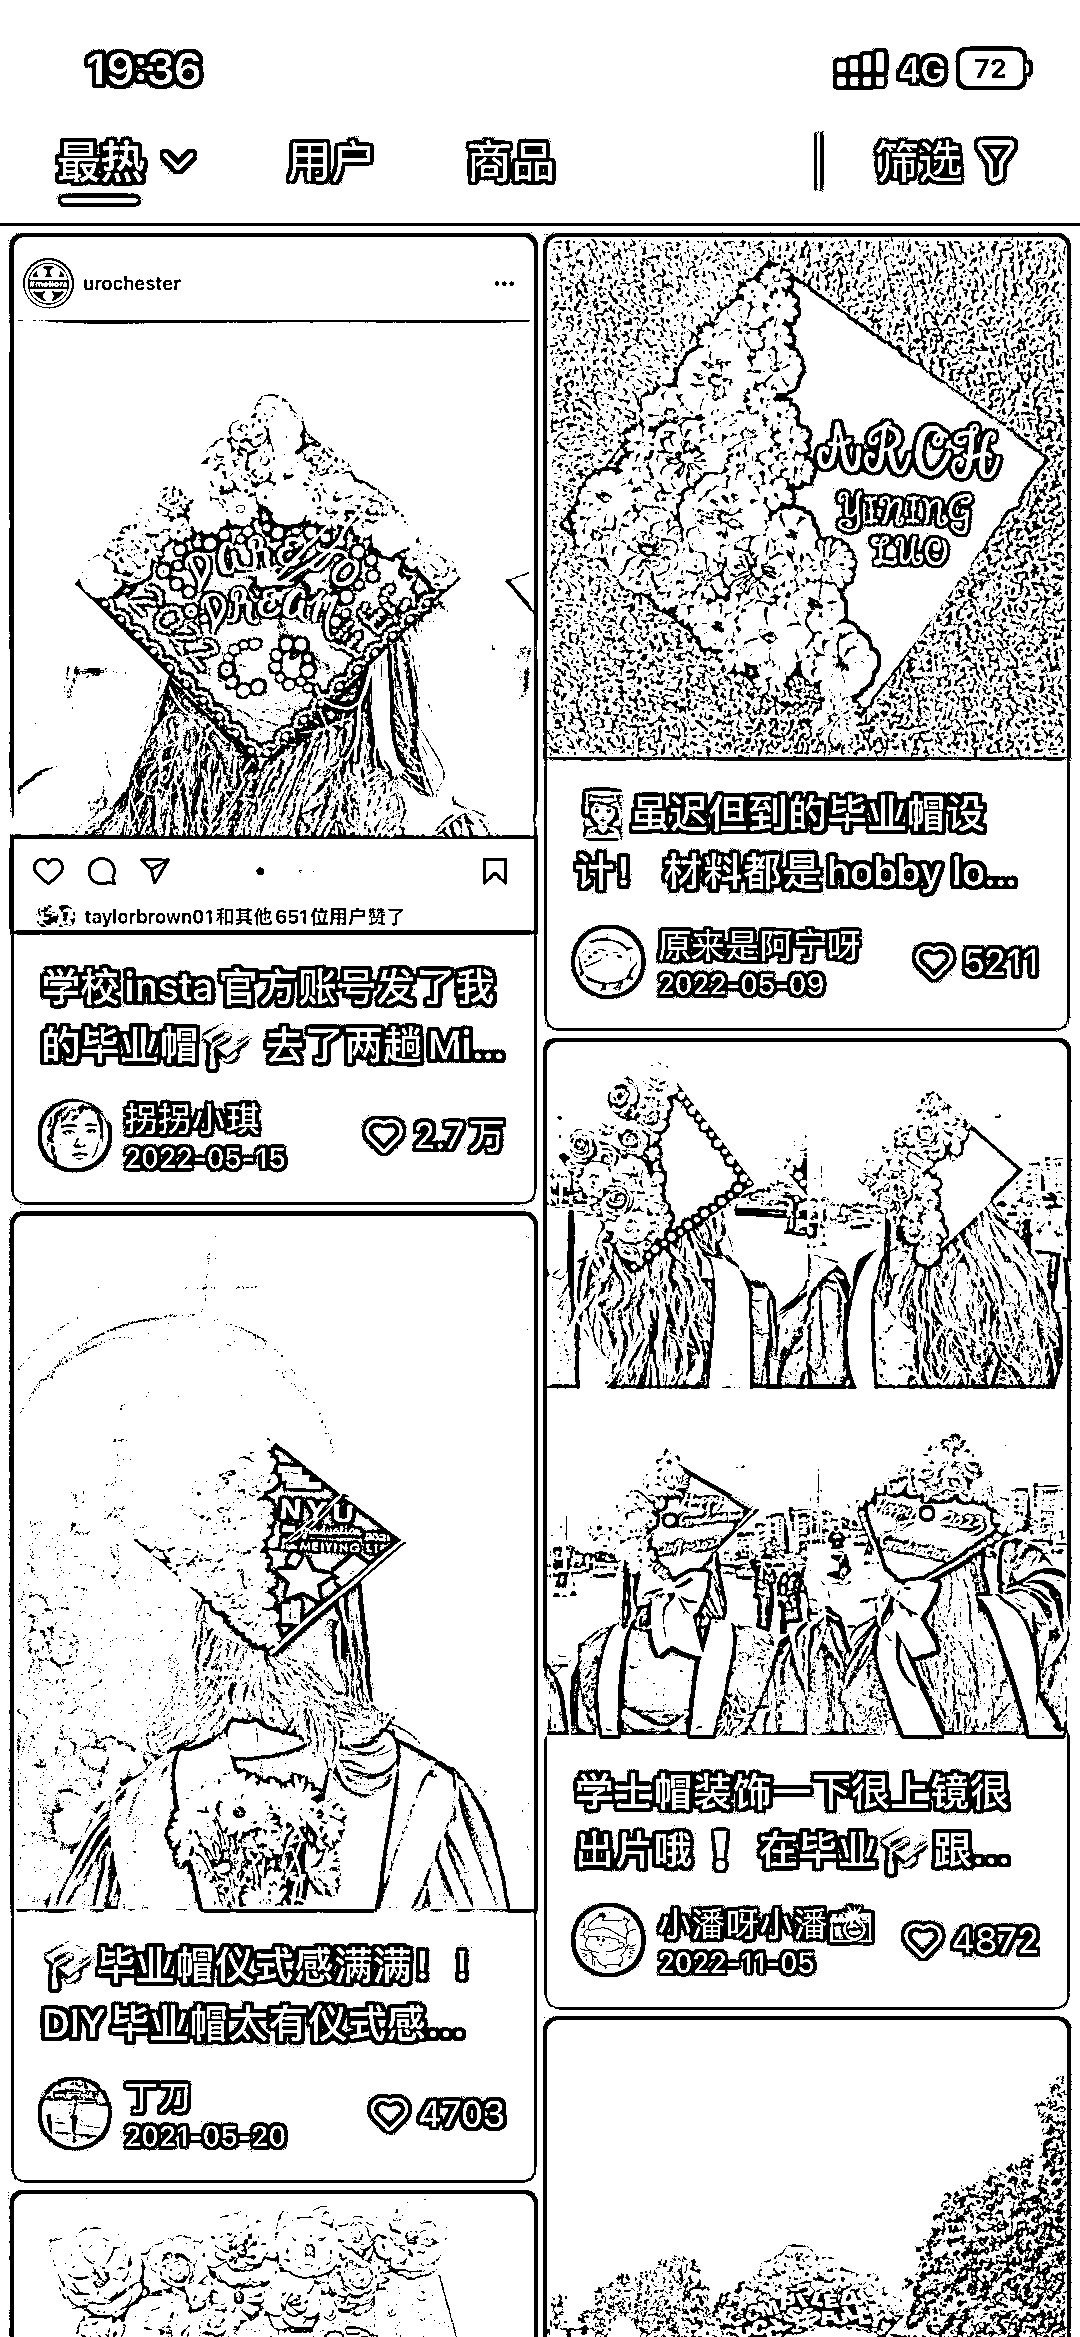 19:36
4G 72
最热 用户 商品 筛选
urochester
Dare To
DREAM
ARCH
YINING
LUO
taylorbrown01和其他651位用户赞了
学校insta官方账号发了我
的毕业帽🎓 去了两趟Mi...
拐拐小琪
2022-05-15
2.7万
👩‍🎓虽迟但到的毕业帽设
计! 材料都是hobby lo...
原来是阿宁呀
2022-05-09
5211
NYU
🎓毕业帽仪式感满满!!
DIY毕业帽太有仪式感...
丁刀
2021-05-20
4703
学士帽装饰一下很上镜很
出片哦❗ 在毕业🎓跟...
小潘呀小潘📷
2022-11-05
4872